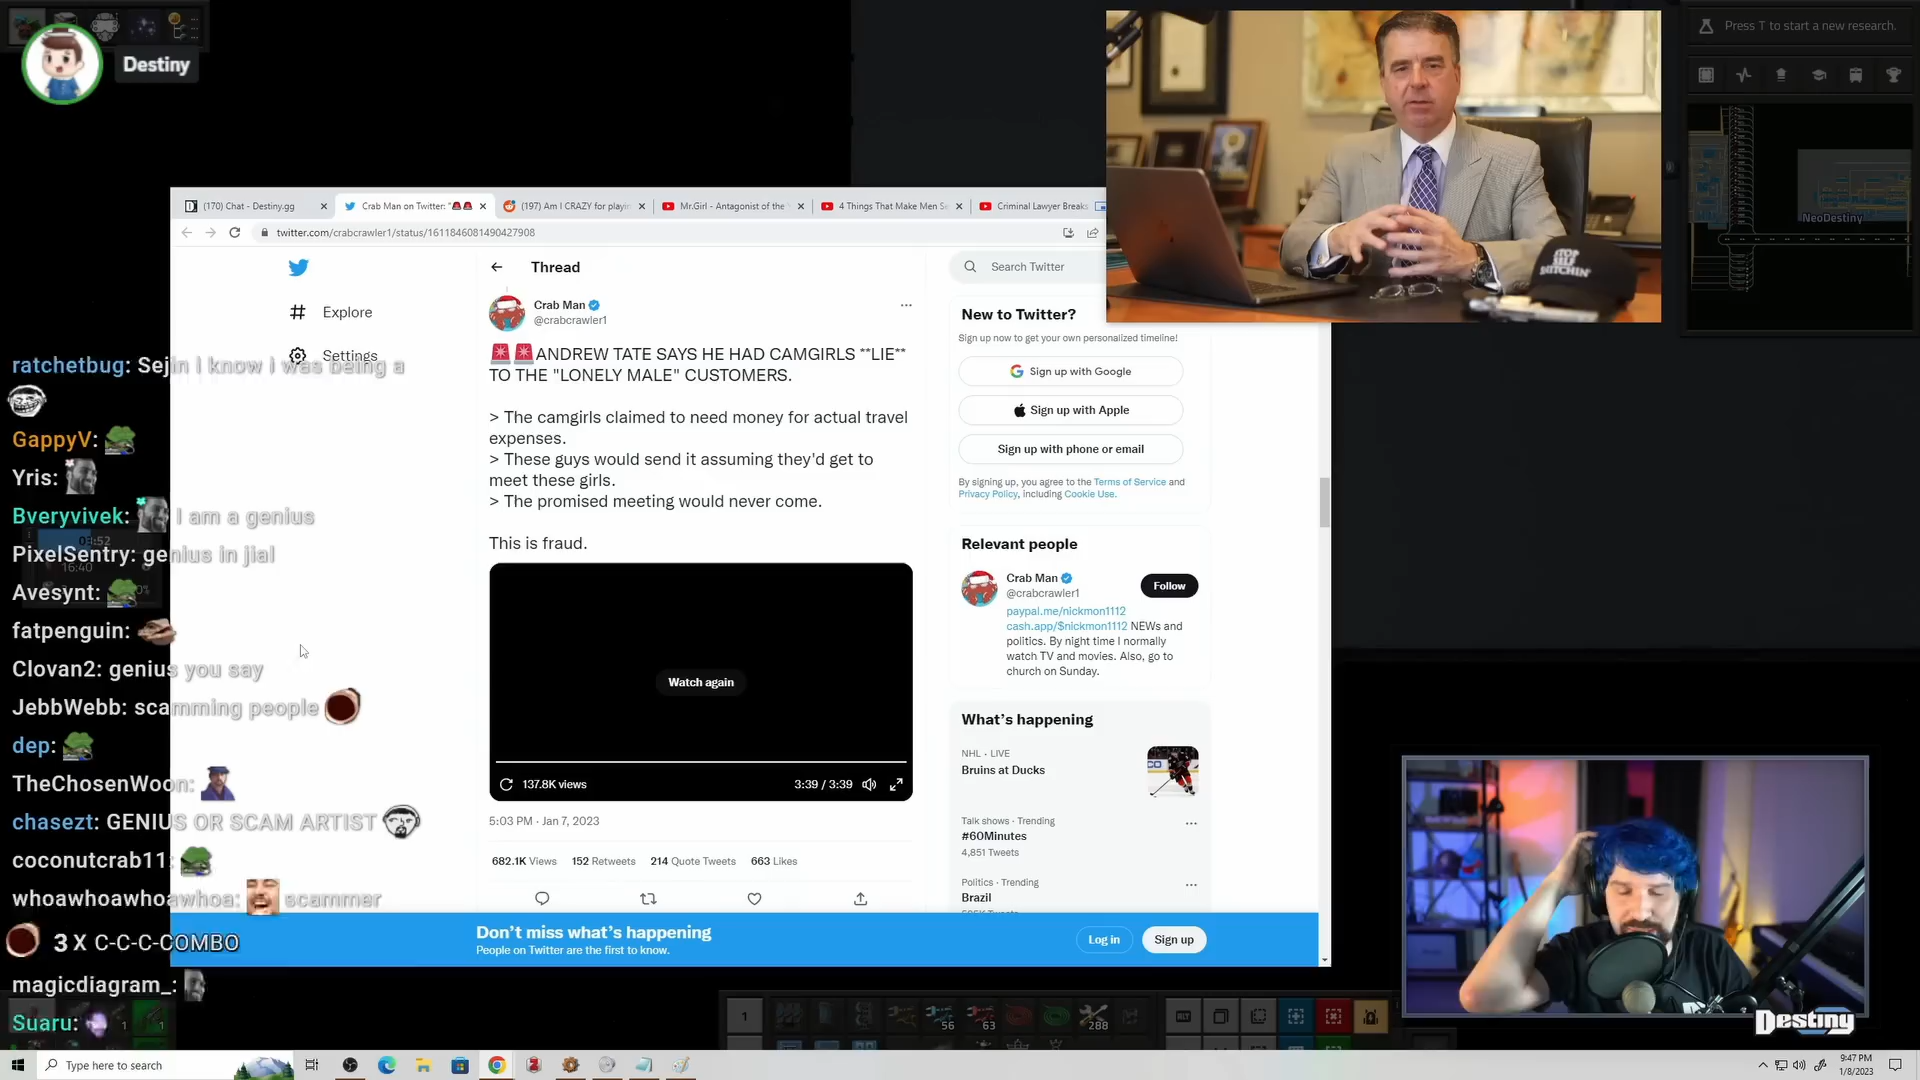 Destiny
Press T to start a new research.
NeoDestiny
STOP
SELF
(170) Chat - Destiny.gg
Crab Man on Twitter: "🚨🚨
(197) Am I CRAZY for playin
Mr.Girl - Antagonist of the
4 Things That Make Men Se
Criminal Lawyer Breaks
twitter.com/crabcrawler1/status/1611846081490427908
Explore
Settings
Thread
Crab Man
@crabcrawler1
🚨🚨ANDREW TATE SAYS HE HAD CAMGIRLS **LIE**
TO THE "LONELY MALE" CUSTOMERS.
> The camgirls claimed to need money for actual travel
expenses.
> These guys would send it assuming they'd get to
meet these girls.
> The promised meeting would never come.
This is fraud.
Watch again
137.8K views
3:39 / 3:39
5:03 PM · Jan 7, 2023
682.1K Views 152 Retweets 214 Quote Tweets 663 Likes
Search Twitter
New to Twitter?
Sign up now to get your own personalized timeline!
Sign up with Google
Sign up with Apple
Sign up with phone or email
By signing up, you agree to the Terms of Service and
Privacy Policy, including Cookie Use.
Relevant people
Crab Man
@crabcrawler1
Follow
paypal.me/nickmon1112
cash.app/$nickmon1112 NEWs and
politics. By night time I normally
watch TV and movies. Also, go to
church on Sunday.
What's happening
NHL · LIVE
Bruins at Ducks
Talk shows · Trending
#60Minutes
4,851 Tweets
Politics · Trending
Brazil
Don't miss what's happening
People on Twitter are the first to know.
Log in
Sign up
ratchetbug: Sejin i know i was being a
GappyV:
Yris:
Bveryvivek: I am a genius
PixelSentry: genius in jial
16:40
Avesynt:
fatpenguin:
Clovan2: genius you say
JebbWebb: scamming people
dep:
TheChosenWoon:
chasezt: GENIUS OR SCAM ARTIST
coconutcrab11:
whoawhoawhoawhoa: scammer
3 X C-C-C-COMBO
magicdiagram_:
Suaru:
1
1
1
56
63
288
ALT
Destiny
Type here to search
9:47 PM
1/8/2023